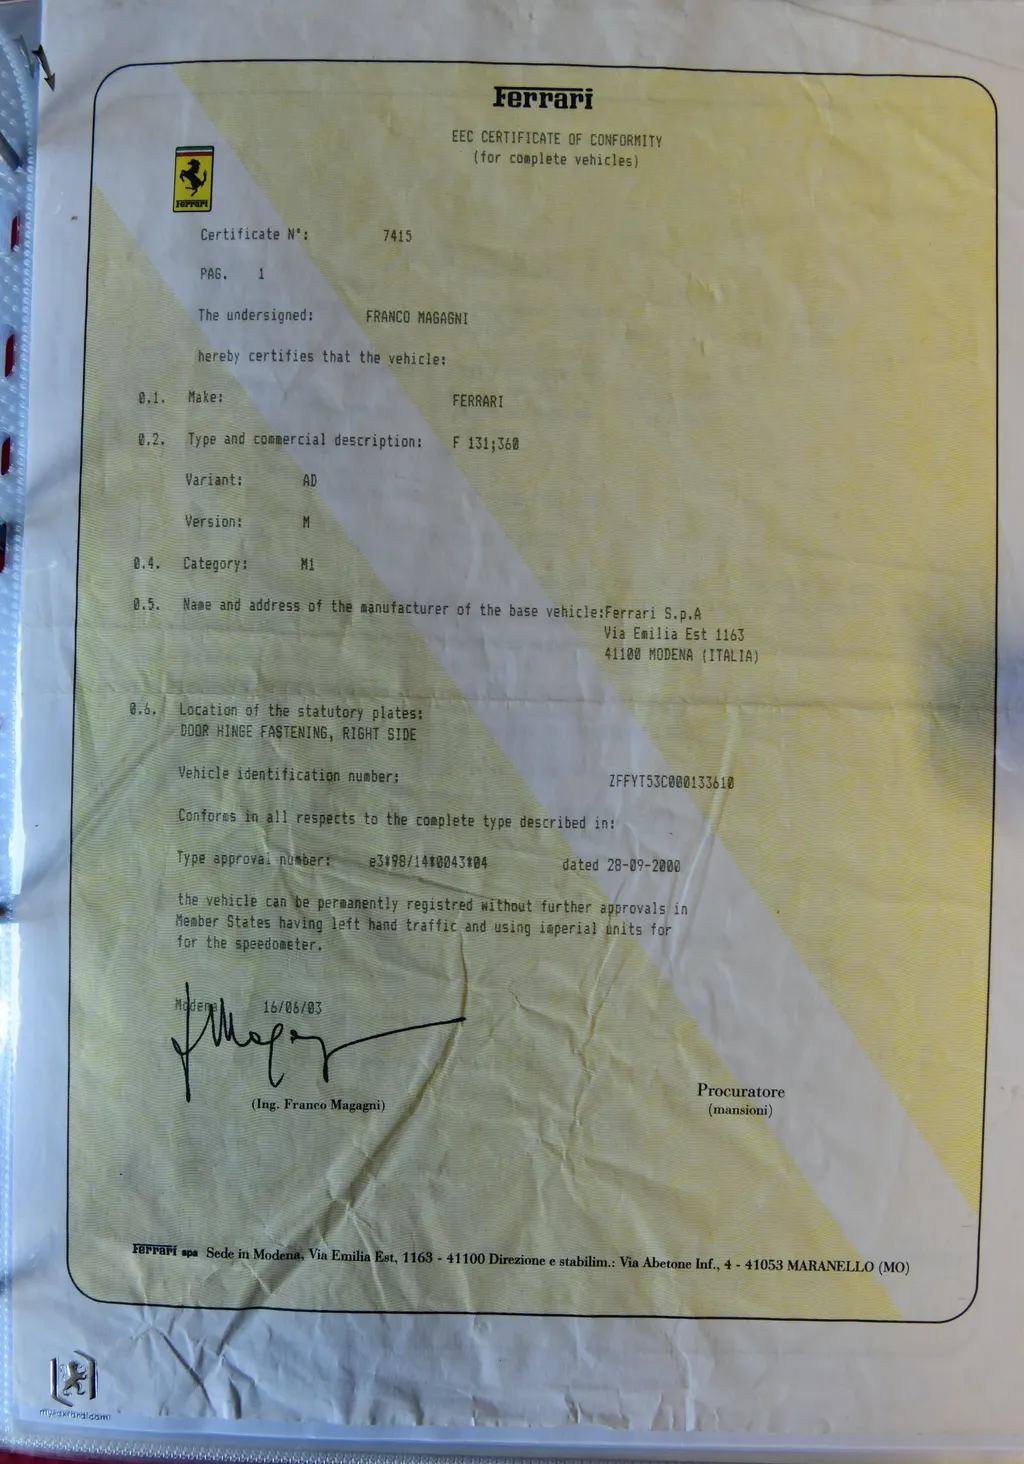 Ferrari
EEC CERTIFICATE OF CONFORMITY
(for complete vehicles)
Ferrari
Certificate N°: 7415
PAG. 1
The undersigned: FRANCO MAGAGNI
hereby certifies that the vehicle:
0.1. Make: FERRARI
0.2. Type and commercial description: F 131;360
Variant: AD
Version: M
0.4. Category: M1
0.5. Name and address of the manufacturer of the base vehicle:Ferrari S.p.A
Via Emilia Est 1163
41100 MODENA (ITALIA)
0.6. Location of the statutory plates:
DOOR HINGE FASTENING, RIGHT SIDE
Vehicle identification number: ZFFYT53C000133610
Conforms in all respects to the complete type described in:
Type approval number: e3*98/14*0043*04 dated 28-09-2000
the vehicle can be permanently registred without further approvals in
Member States having left hand traffic and using imperial units for
for the speedometer.
Modena 16/06/03
(Ing. Franco Magagni)
Procuratore
(mansioni)
Ferrari spa Sede in Modena, Via Emilia Est, 1163 - 41100 Direzione e stabilim.: Via Abetone Inf., 4 - 41053 MARANELLO (MO)